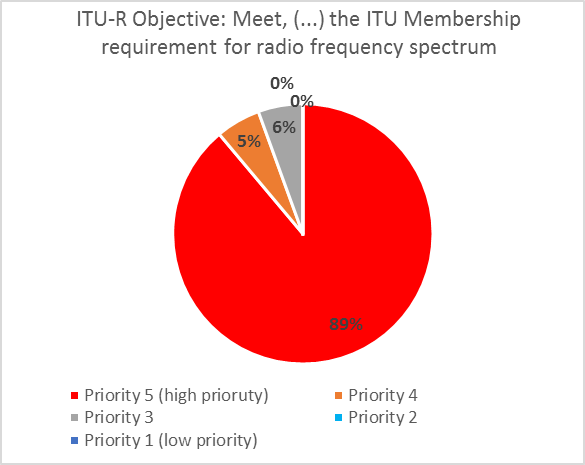 ITU-R Objective: Meet, (...) the ITU Membership
requirement for radio frequency spectrum
0%
0%
5%
6%
89%
Priority 5 (high prioruty)
Priority 4
Priority 3
Priority 2
Priority 1 (low priority)